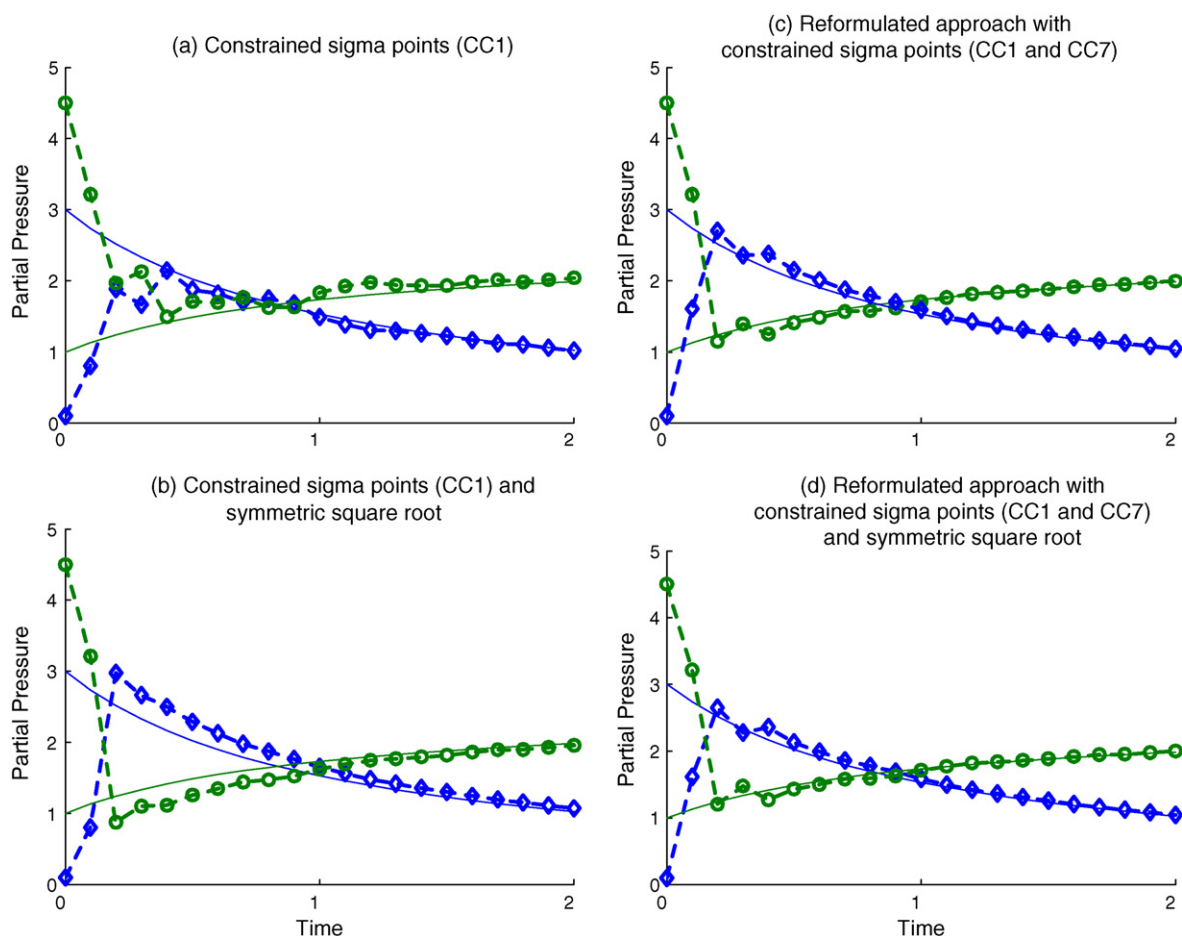 (a) Constrained sigma points (CC1)
Partial Pressure
5
4
3
2
1
0
0
1
2
(c) Reformulated approach with
constrained sigma points (CC1 and CC7)
Partial Pressure
5
4
3
2
1
0
0
1
2
(b) Constrained sigma points (CC1) and
symmetric square root
Partial Pressure
5
4
3
2
1
0
0
1
2
Time
(d) Reformulated approach with
constrained sigma points (CC1 and CC7)
and symmetric square root
Partial Pressure
5
4
3
2
1
0
0
1
2
Time